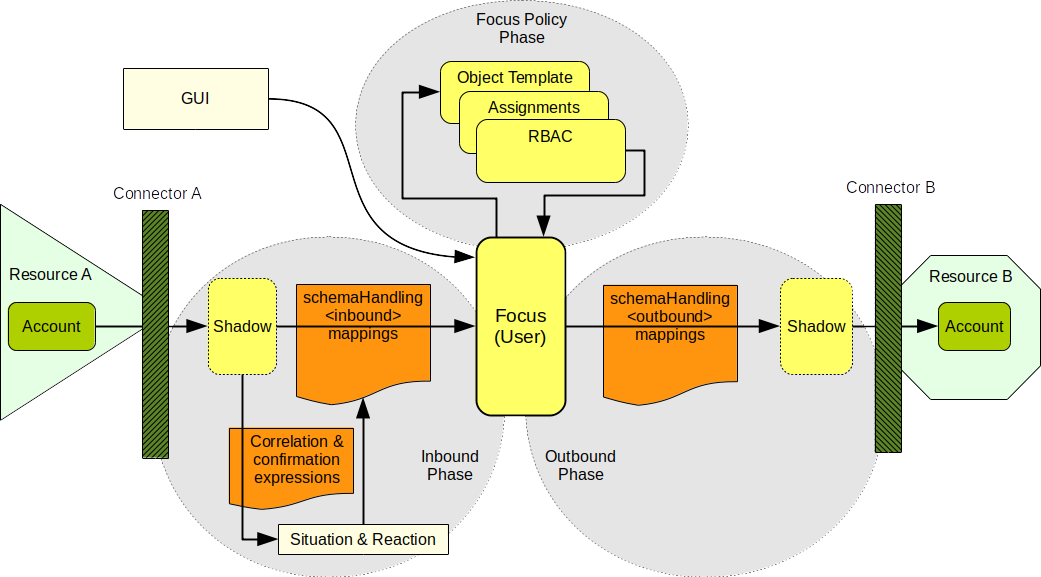 Focus Policy
Phase
Object Template
Assignments
RBAC
GUI
Connector A
Connector B
Resource A
Account
Shadow
schemaHandling
<inbound>
mappings
Focus
(User)
schemaHandling
<outbound>
mappings
Shadow
Resource B
Account
Correlation &
confirmation
expressions
Inbound
Phase
Outbound
Phase
Situation & Reaction